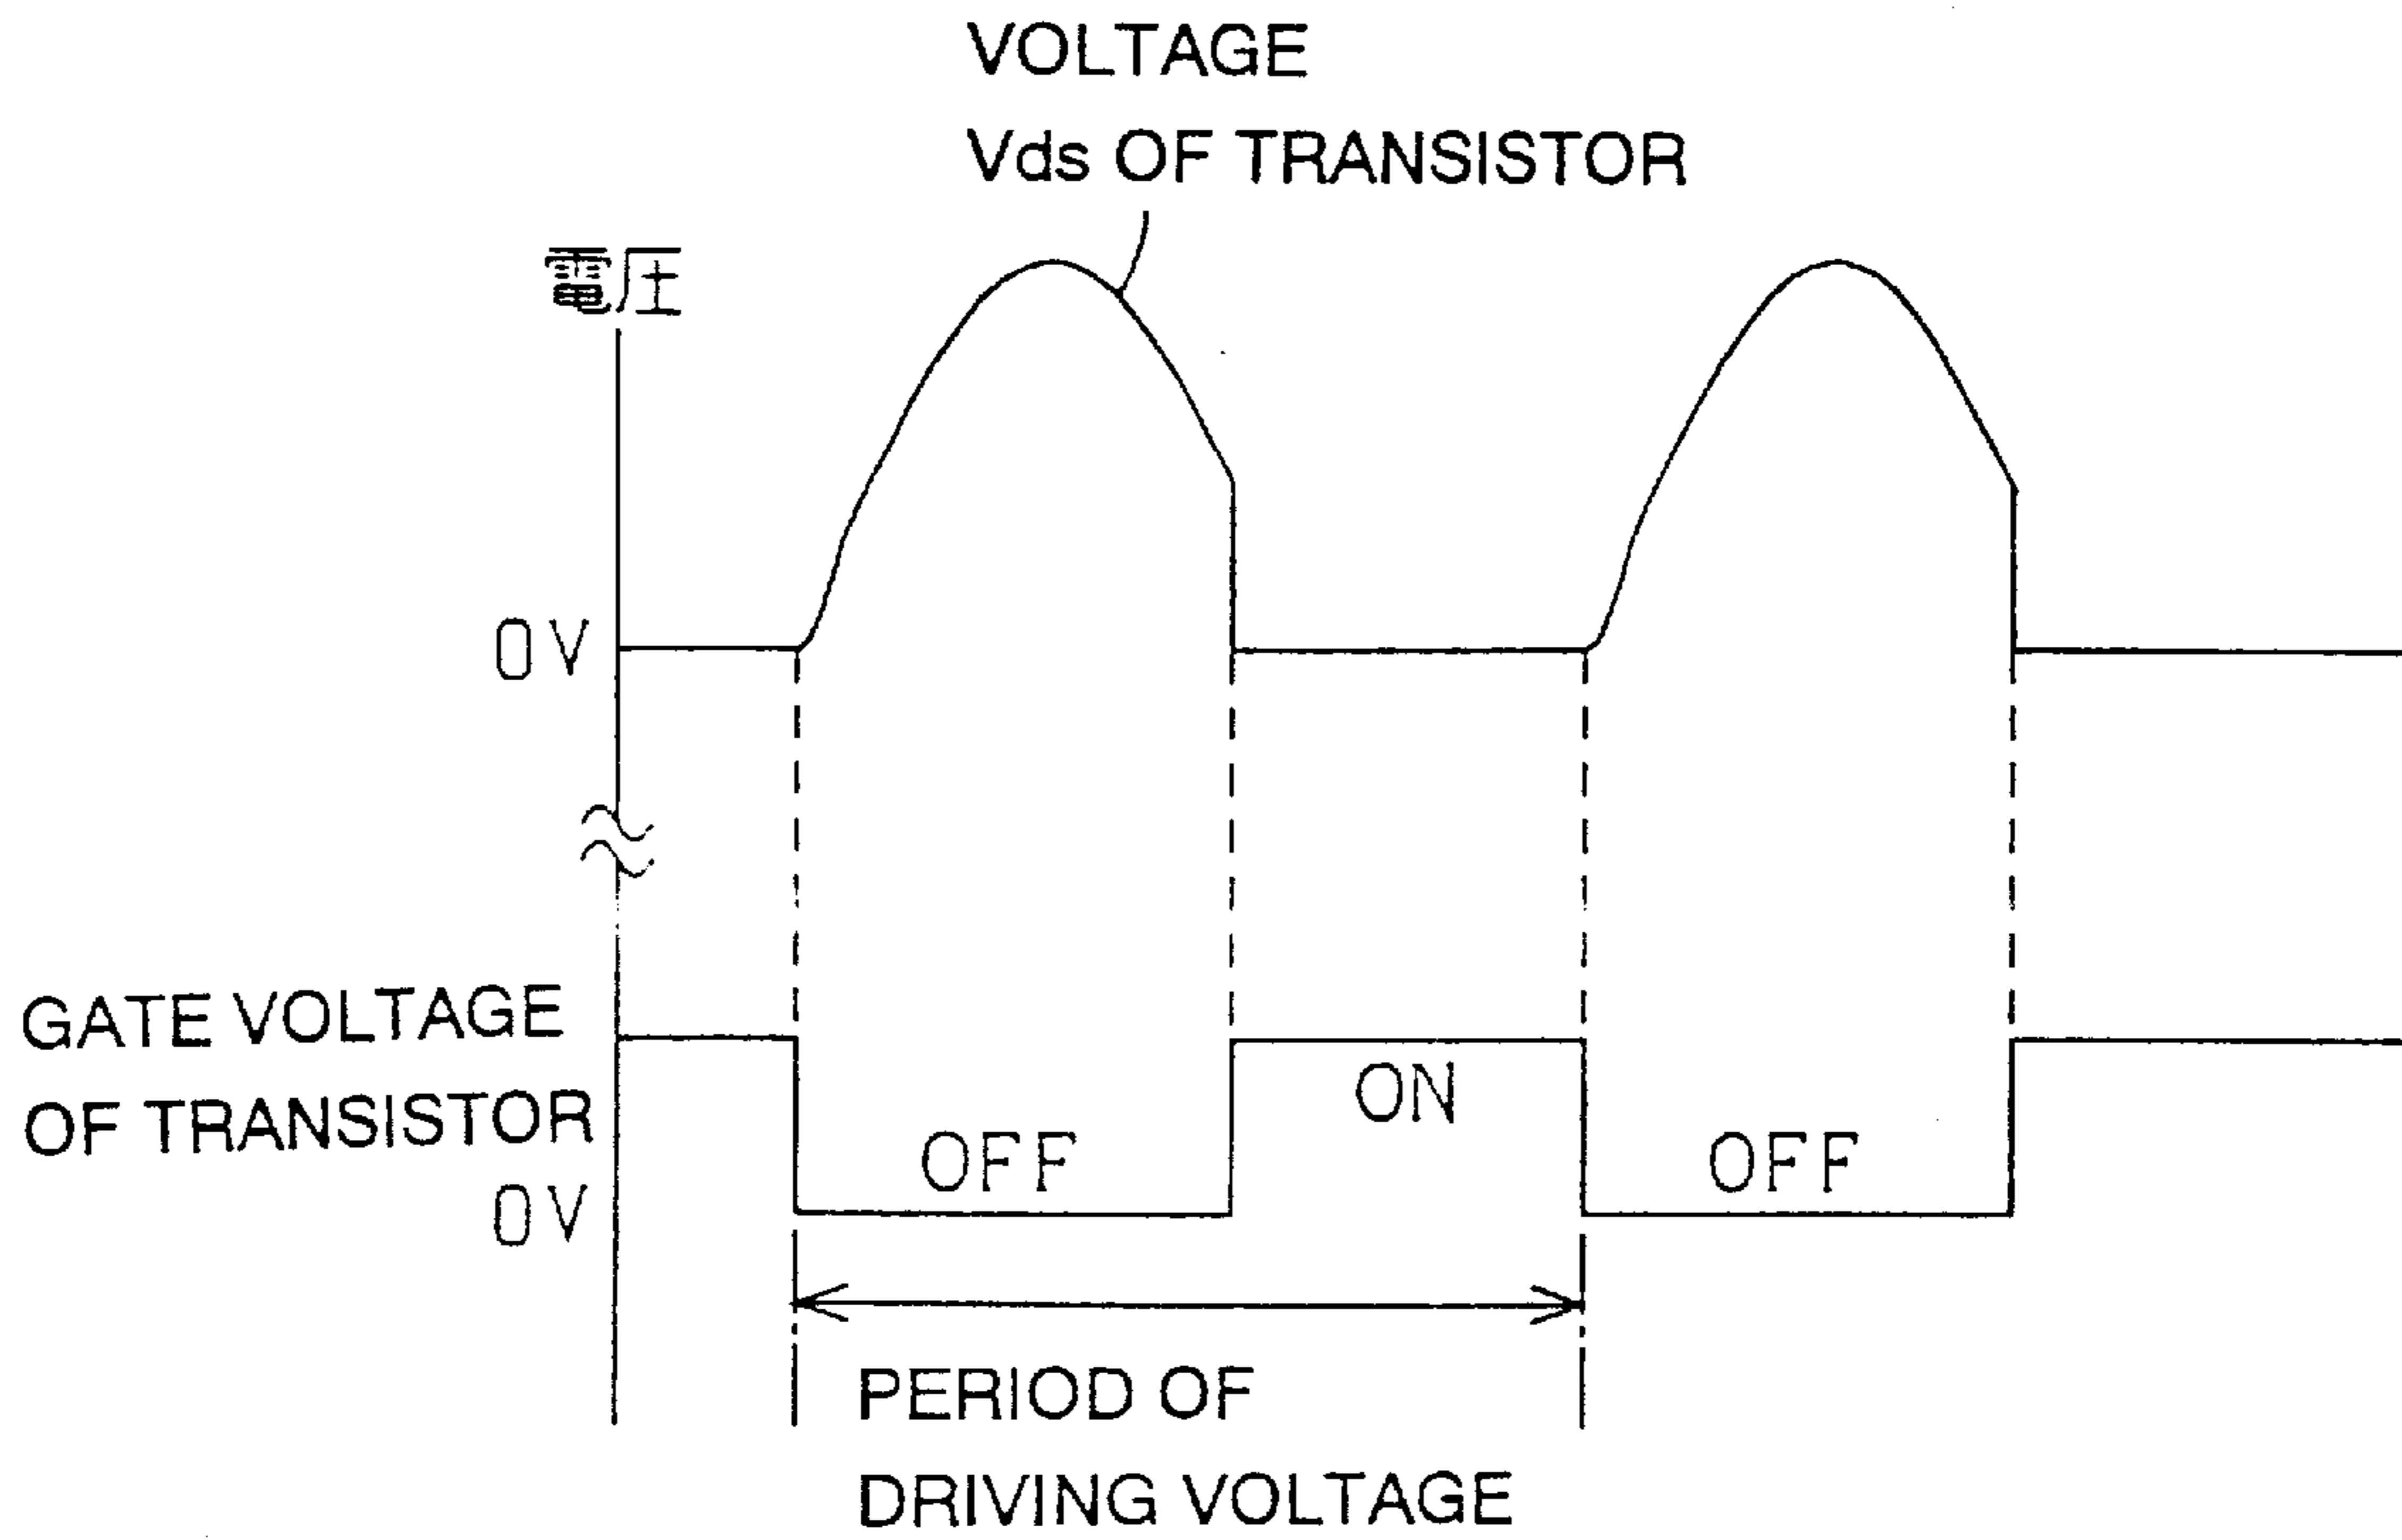 VOLTAGE
Vds OF TRANSISTOR
電圧
0V
GATE VOLTAGE
OF TRANSISTOR
0V
ON
OFF
OFF
PERIOD OF
DRIVING VOLTAGE